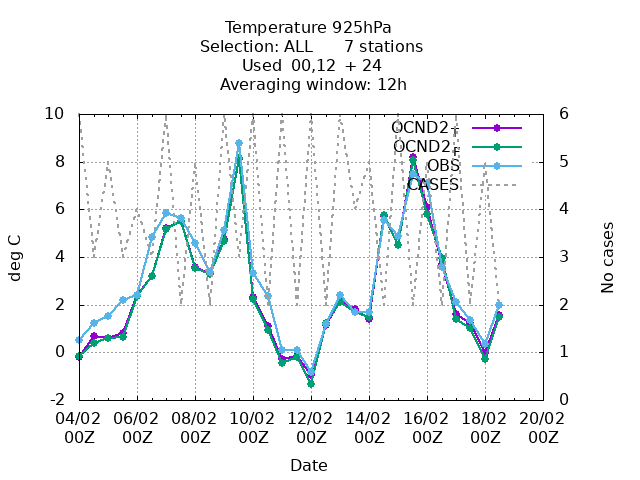 Temperature 925hPa
Selection: ALL 7 stations
Used 00,12 + 24
Averaging window: 12h
10 6
OCND2+
OCND2+
8 5
OBS
CASES
6 4
deg C
4 3
No cases
2 2
0 1
-2 0
04/02 06/02 08/02 10/02 12/02 14/02 16/02 18/02 20/02
00Z 00Z 00Z 00Z 00Z 00Z 00Z 00Z 00Z
Date